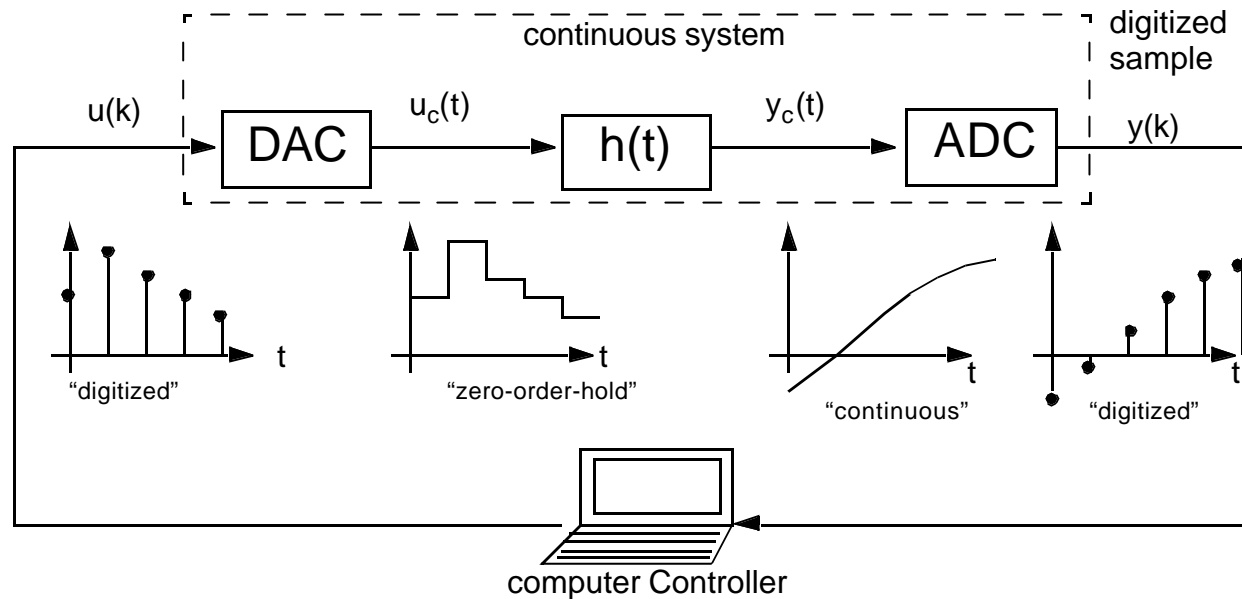 continuous system
digitized
sample
u(k)
DAC
u_c(t)
h(t)
y_c(t)
ADC
y(k)
t
“digitized”
t
“zero-order-hold”
t
“continuous”
t
“digitized”
computer Controller